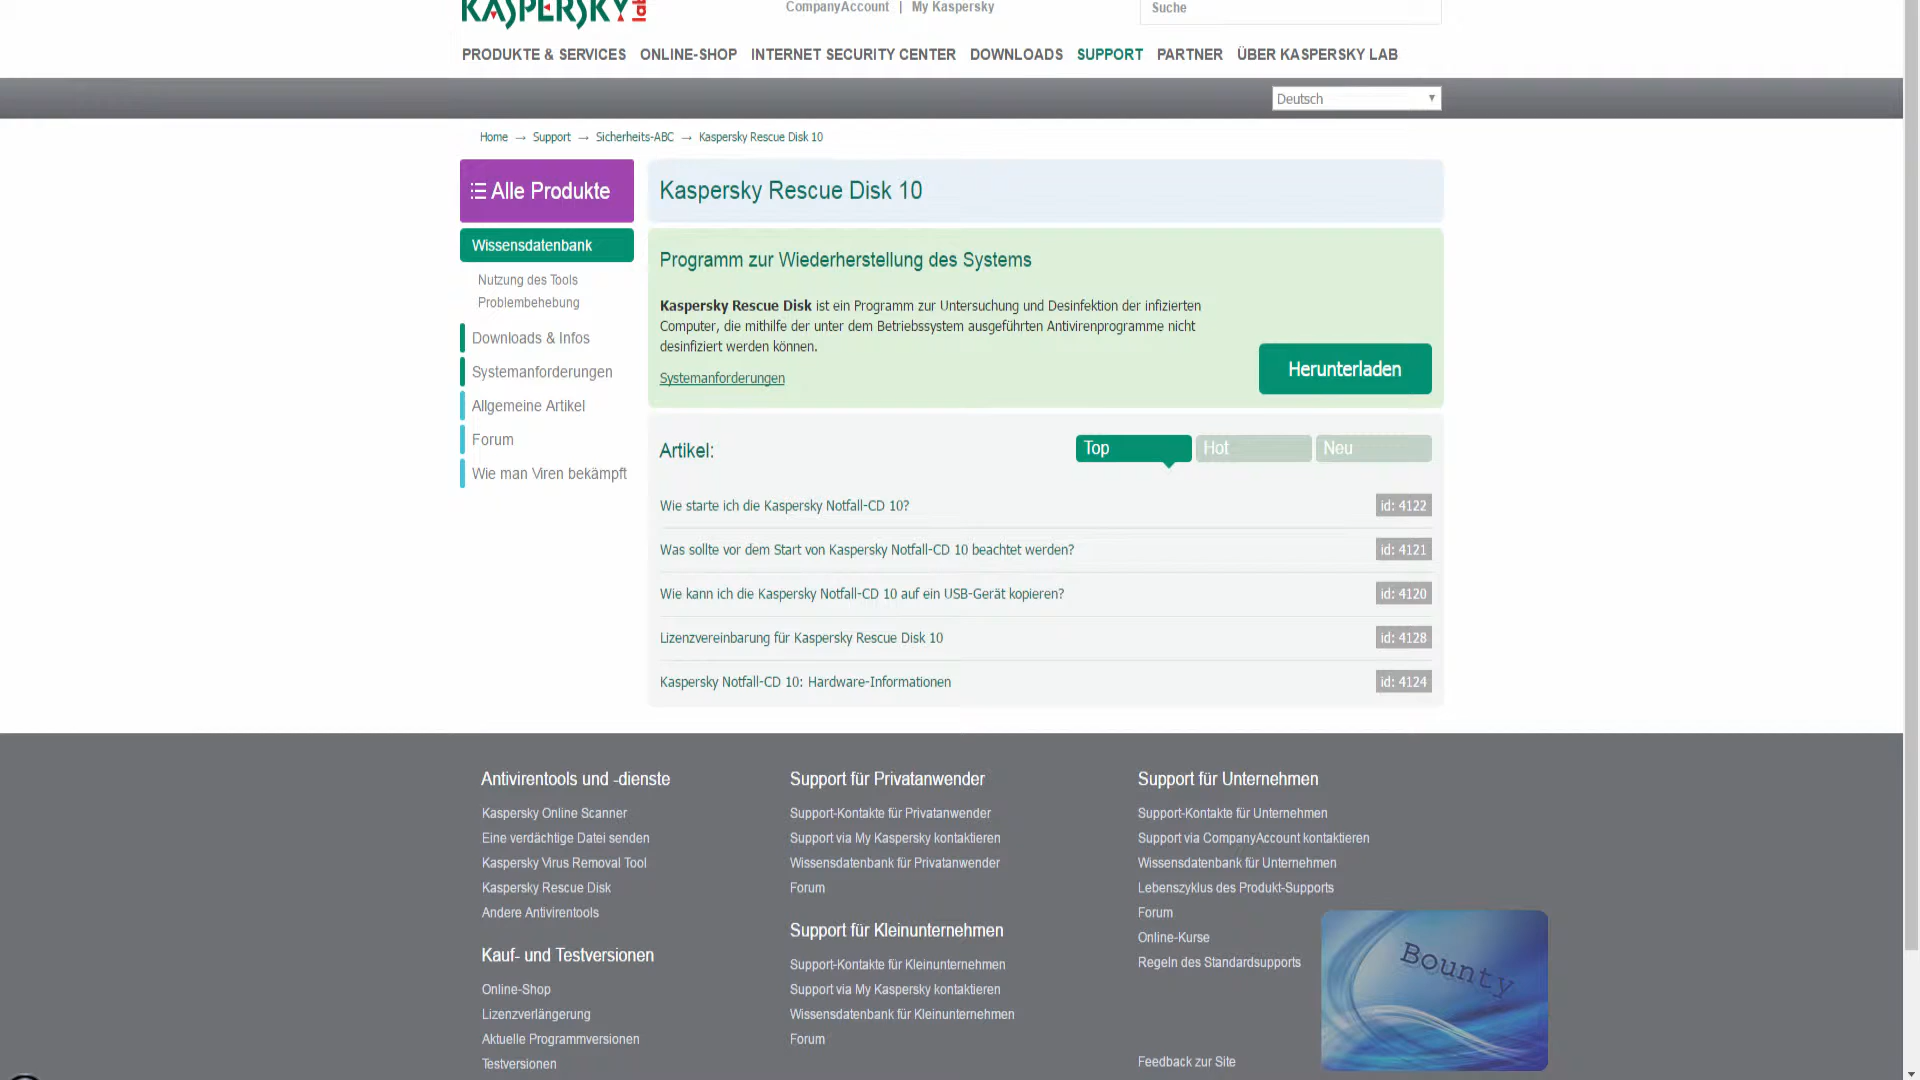 KASPERSKY lab
CompanyAccount | My Kaspersky
Suche
PRODUKTE & SERVICES ONLINE-SHOP INTERNET SECURITY CENTER DOWNLOADS SUPPORT PARTNER ÜBER KASPERSKY LAB
Deutsch
Home → Support → Sicherheits-ABC → Kaspersky Rescue Disk 10
Alle Produkte
Wissensdatenbank
Nutzung des Tools
Problembehebung
Downloads & Infos
Systemanforderungen
Allgemeine Artikel
Forum
Wie man Viren bekämpft
Kaspersky Rescue Disk 10
Programm zur Wiederherstellung des Systems
Kaspersky Rescue Disk ist ein Programm zur Untersuchung und Desinfektion der infizierten
Computer, die mithilfe der unter dem Betriebssystem ausgeführten Antivirenprogramme nicht
desinfiziert werden können.
Systemanforderungen
Herunterladen
Artikel:
Top Hot Neu
Wie starte ich die Kaspersky Notfall-CD 10? id: 4122
Was sollte vor dem Start von Kaspersky Notfall-CD 10 beachtet werden? id: 4121
Wie kann ich die Kaspersky Notfall-CD 10 auf ein USB-Gerät kopieren? id: 4120
Lizenzvereinbarung für Kaspersky Rescue Disk 10 id: 4128
Kaspersky Notfall-CD 10: Hardware-Informationen id: 4124
Antivirentools und -dienste
Kaspersky Online Scanner
Eine verdächtige Datei senden
Kaspersky Virus Removal Tool
Kaspersky Rescue Disk
Andere Antivirentools
Kauf- und Testversionen
Online-Shop
Lizenzverlängerung
Aktuelle Programmversionen
Testversionen
Support für Privatanwender
Support-Kontakte für Privatanwender
Support via My Kaspersky kontaktieren
Wissensdatenbank für Privatanwender
Forum
Support für Kleinunternehmen
Support-Kontakte für Kleinunternehmen
Support via My Kaspersky kontaktieren
Wissensdatenbank für Kleinunternehmen
Forum
Support für Unternehmen
Support-Kontakte für Unternehmen
Support via CompanyAccount kontaktieren
Wissensdatenbank für Unternehmen
Lebenszyklus des Produkt-Supports
Forum
Online-Kurse
Regeln des Standardsupports
Feedback zur Site
Bounty